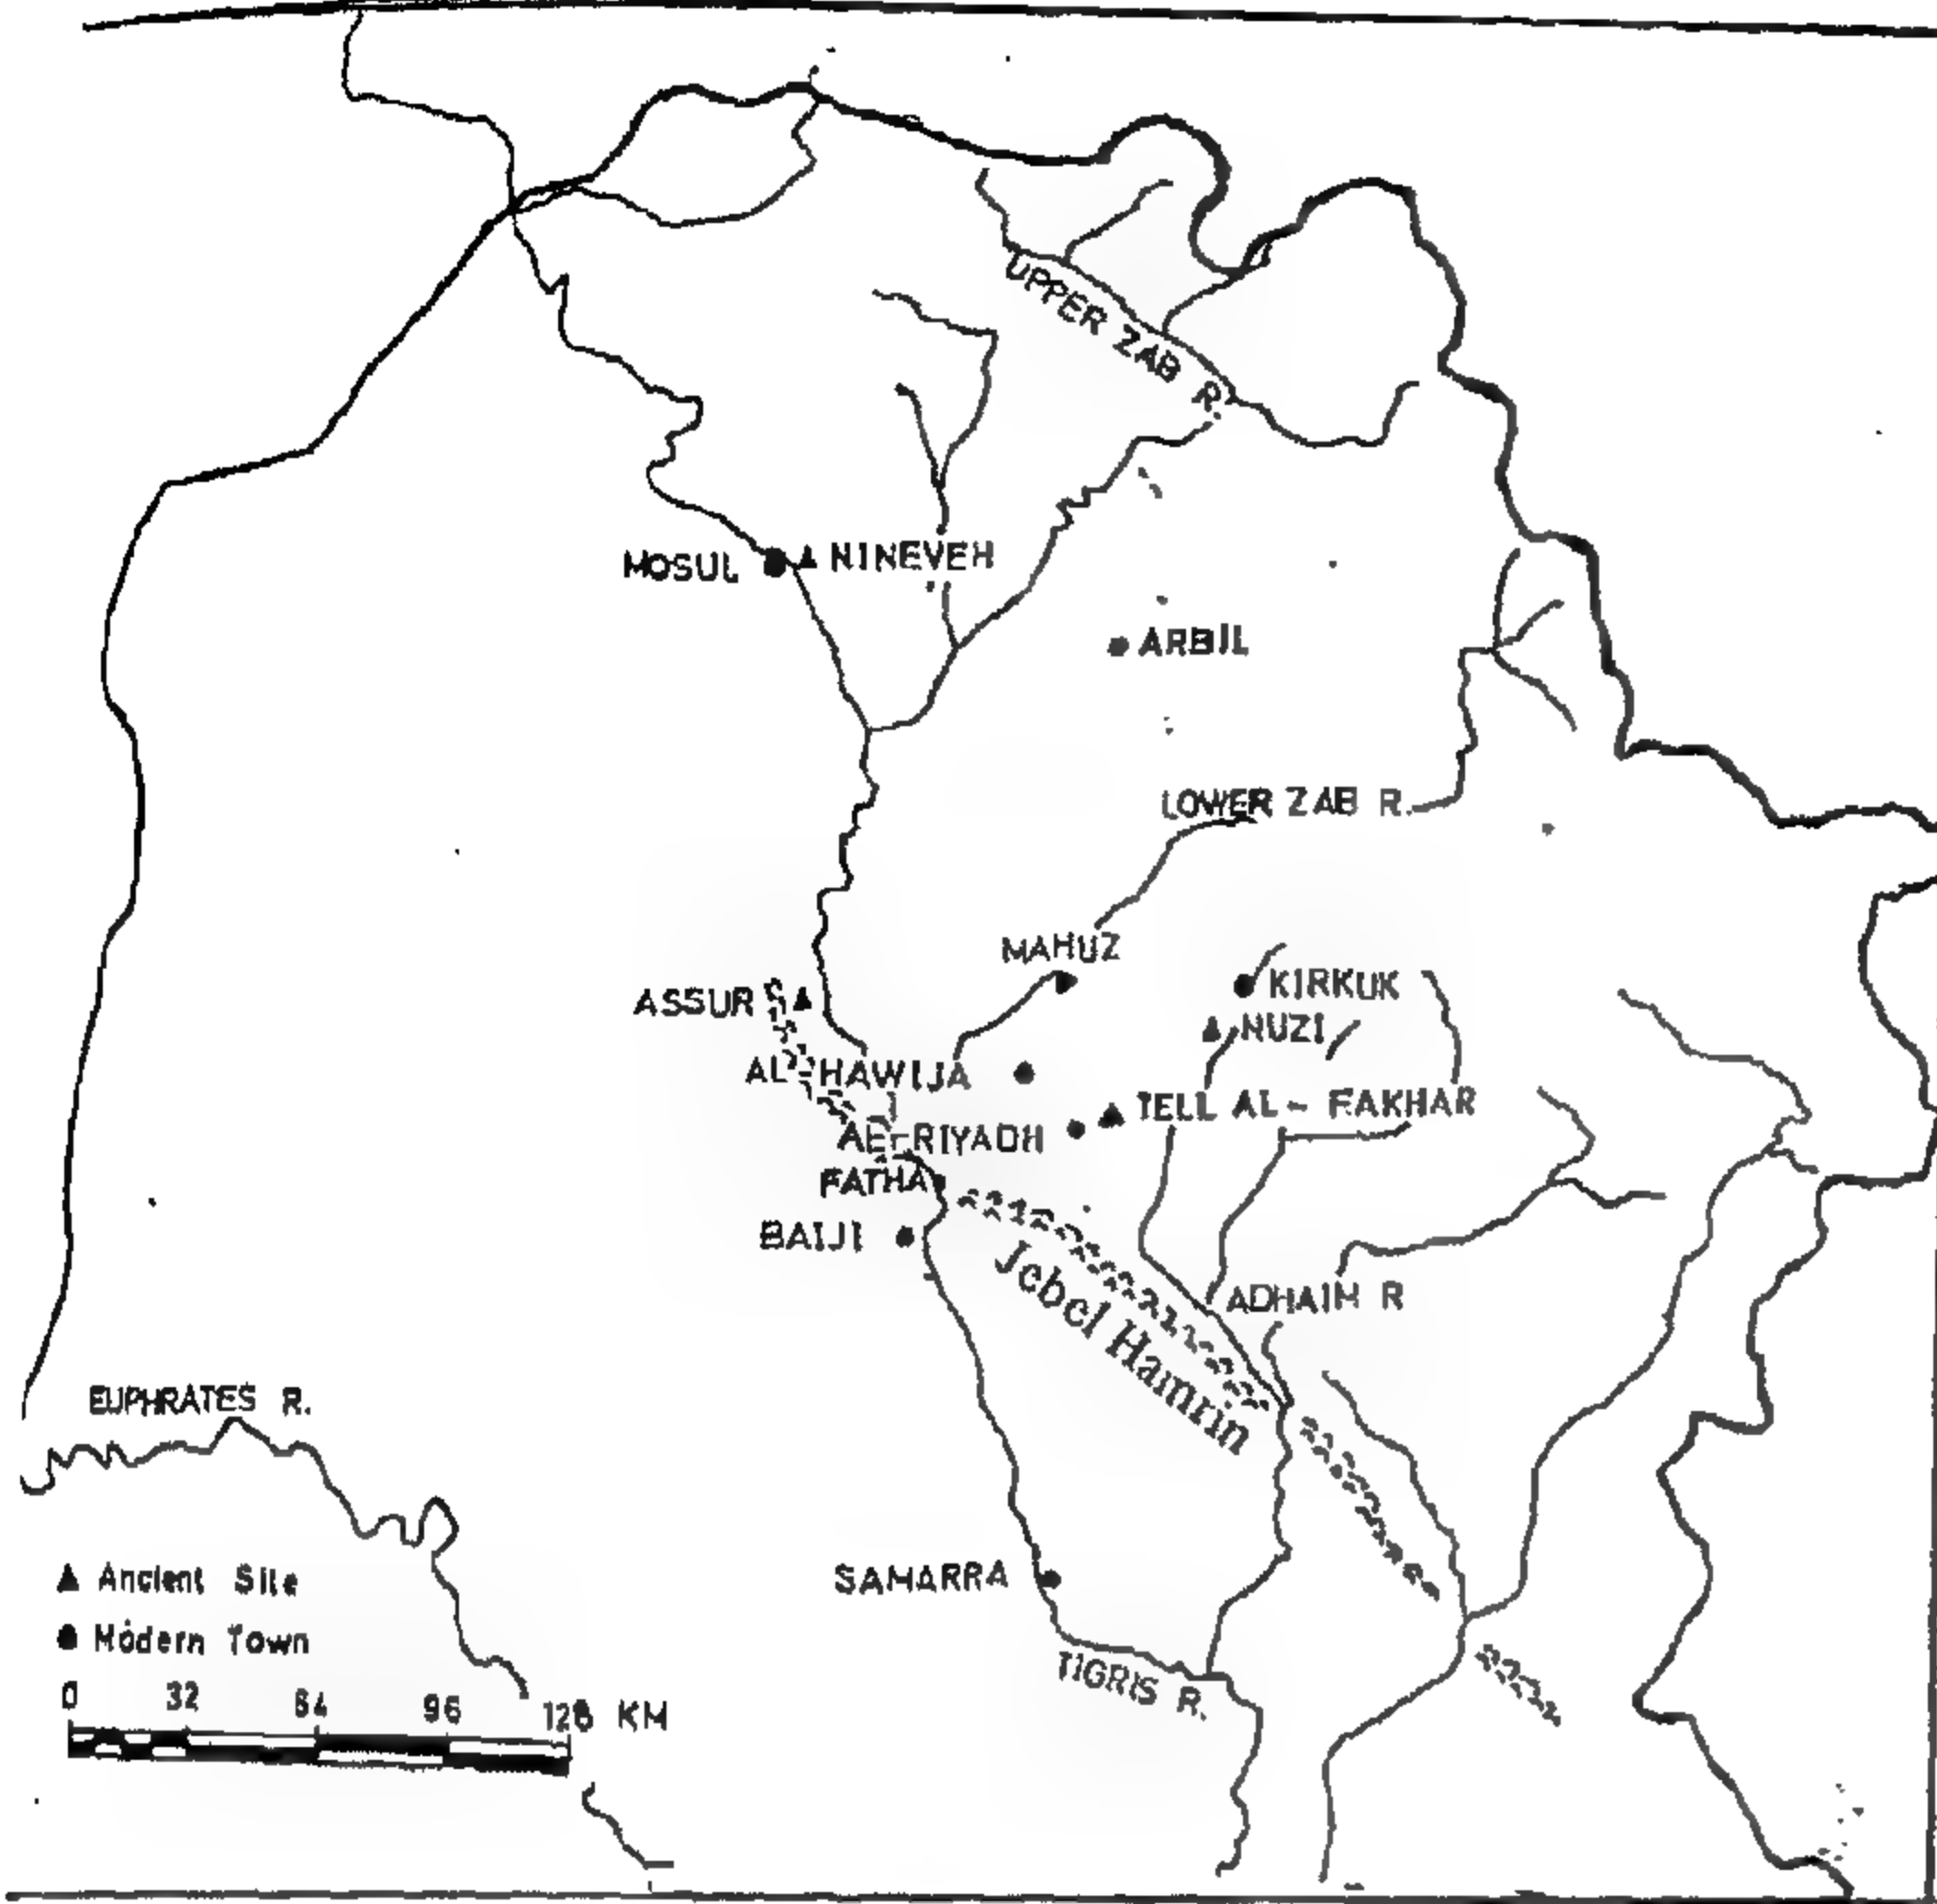 UPPER ZAB R.
MOSUL
NINEVEH
ARBIL
LOWER ZAB R.
MAHUZ
ASSUR
KIRKUK
NUZI
AL-HAWIJA
TELL AL-FAKHAR
AL-RIYADH
FATHA
BAIJI
Jebel Hamrin
ADHAIM R
EUPHRATES R.
SAMARRA
Ancient Site
Modern Town
TIGRIS R.
0 32 64 96 128 KM